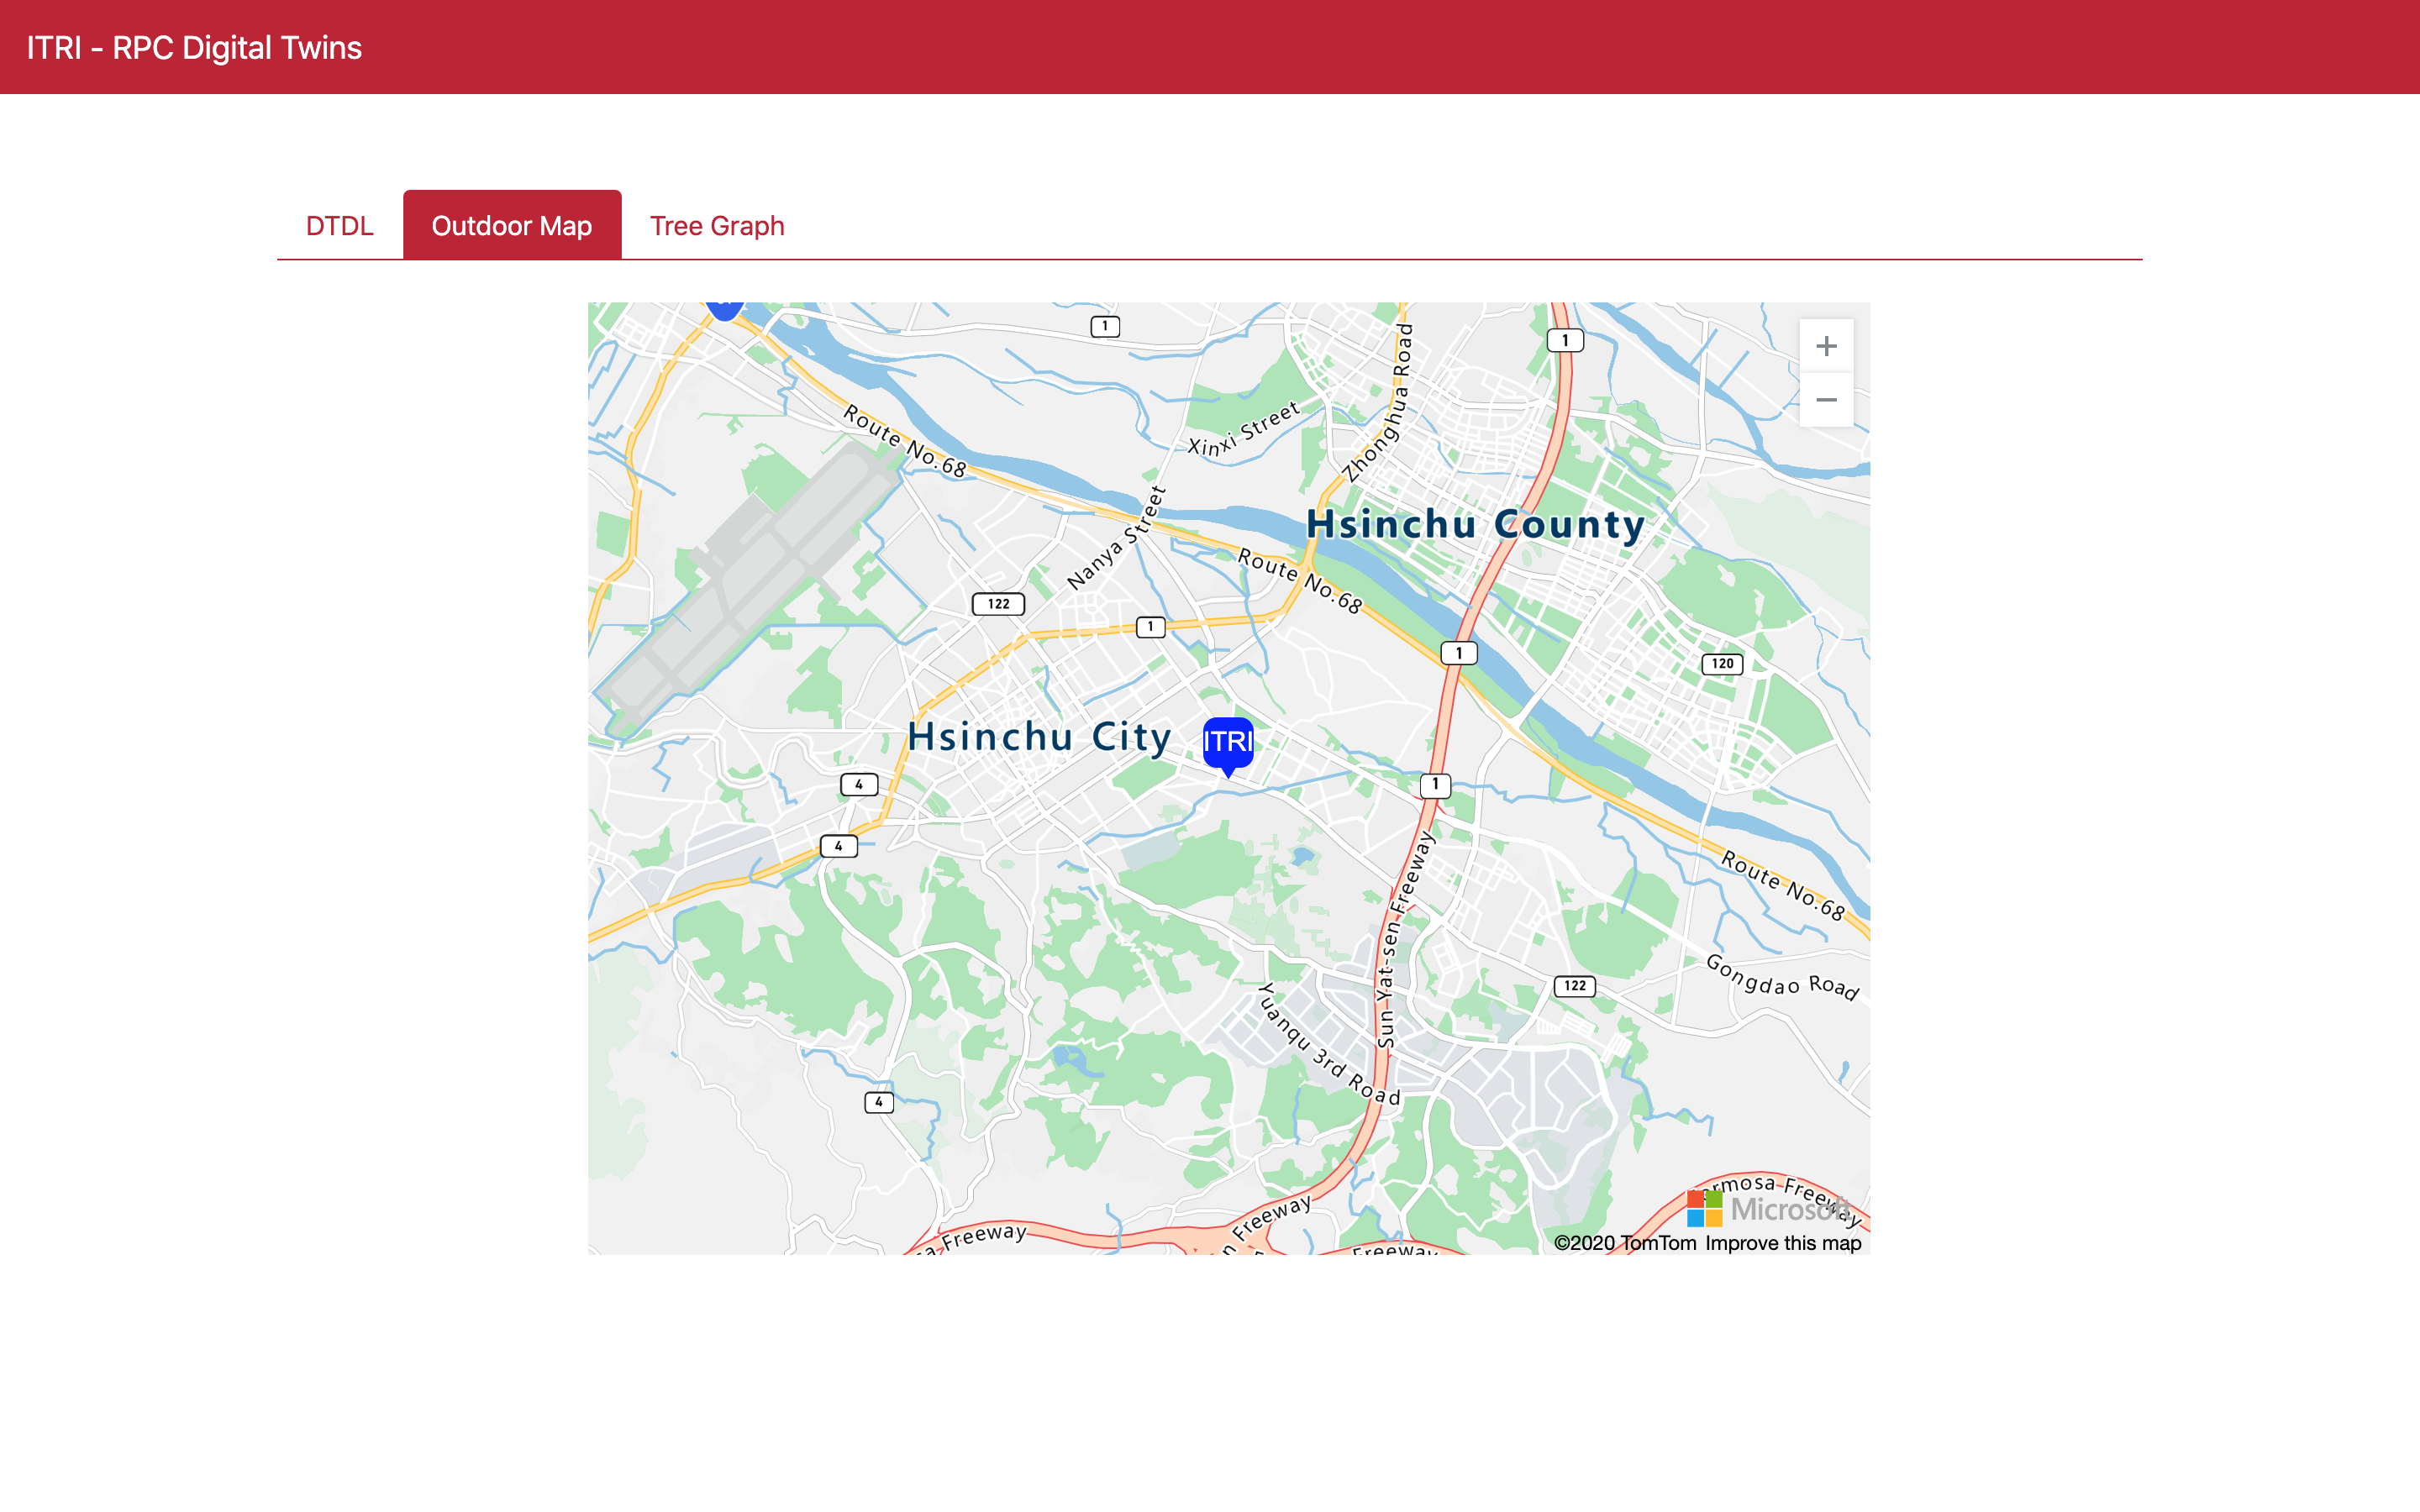 ITRI - RPC Digital Twins
DTDL
Outdoor Map
Tree Graph
1
1
Zhonghua Road
Xinxi Street
Route No.68
Nanya Street
Hsinchu County
Route No.68
122
1
1
120
Hsinchu City
ITRI
4
1
4
Sun Yat-sen Freeway
Route No.68
Gongdao Road
122
Yuanqu 3rd Road
4
Freeway
Freeway
Freeway
Freeway
Microsoft
©2020 TomTom Improve this map